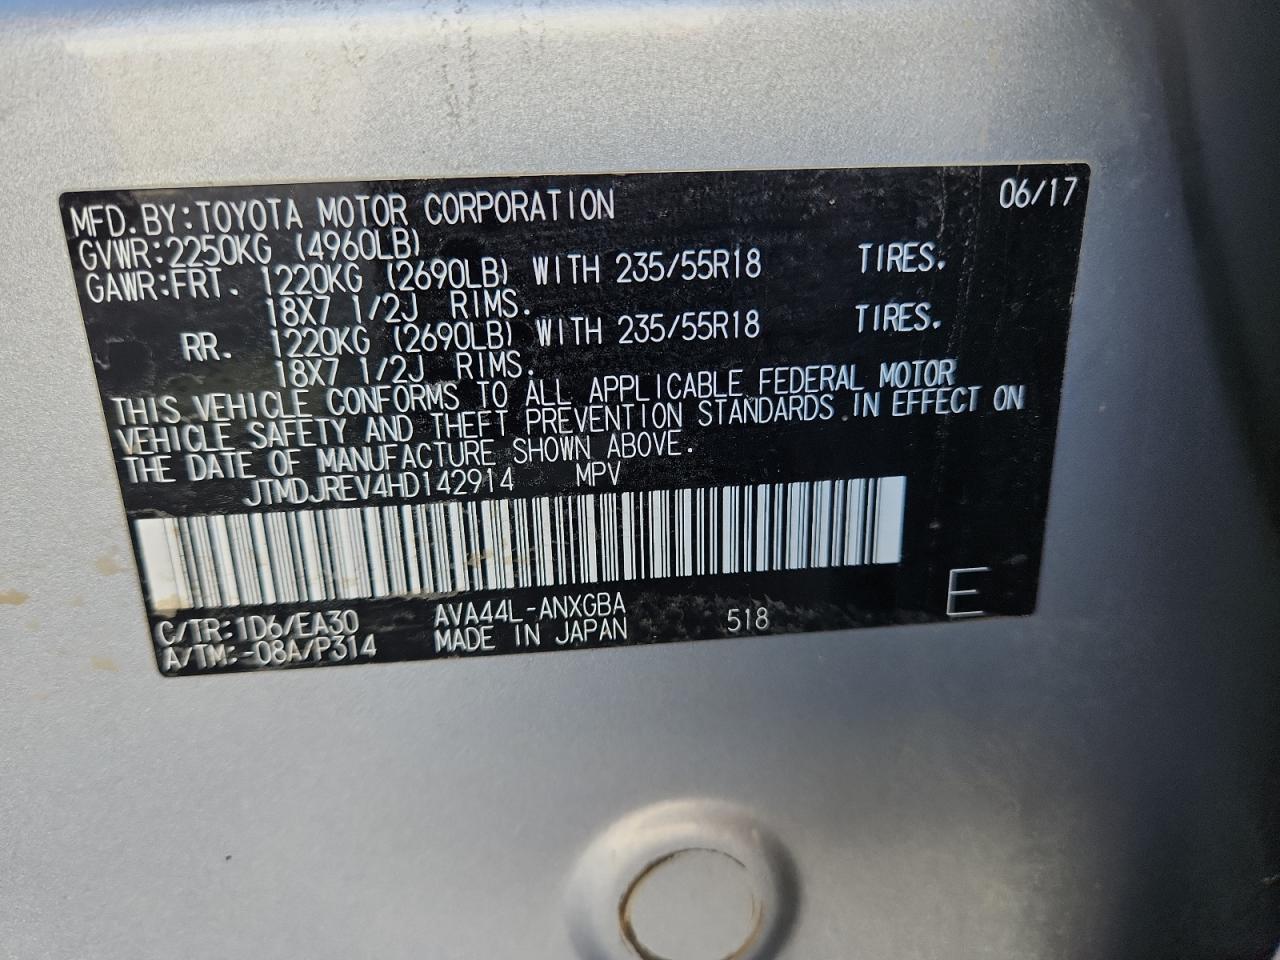 MFD.BY:TOYOTA MOTOR CORPORATION 06/17
GVWR:2250KG (4960LB)
GAWR:FRT. 1220KG (2690LB) WITH 235/55R18 TIRES.
18X7 1/2J RIMS.
RR. 1220KG (2690LB) WITH 235/55R18 TIRES.
18X7 1/2J RIMS.
THIS VEHICLE CONFORMS TO ALL APPLICABLE FEDERAL MOTOR
VEHICLE SAFETY AND THEFT PREVENTION STANDARDS IN EFFECT ON
THE DATE OF MANUFACTURE SHOWN ABOVE.
JTMDJREV4HD142914 MPV
C/TR:1D6/EA30 AVA44L-ANXGBA
A/TM:-08A/P314 MADE IN JAPAN 518 E